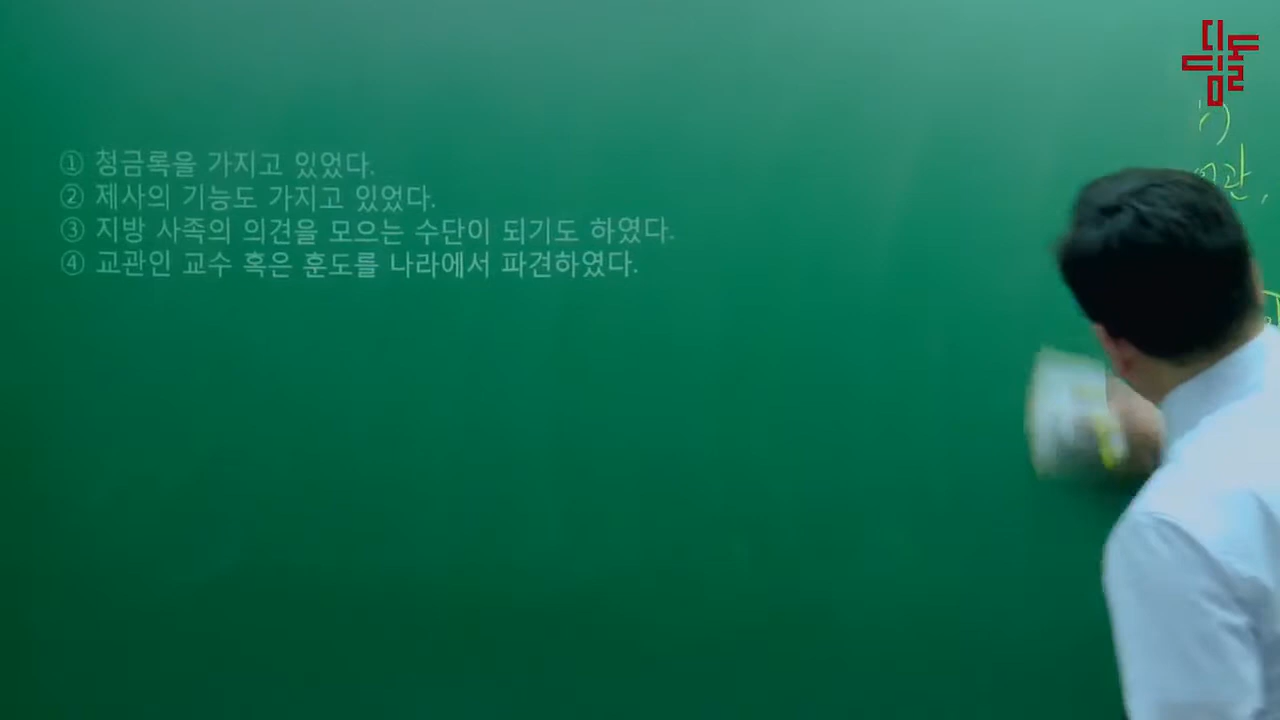 ① 청금록을 가지고 있었다.
② 제사의 기능도 가지고 있었다.
③ 지방 사족의 의견을 모으는 수단이 되기도 하였다.
④ 교관인 교수 혹은 훈도를 나라에서 파견하였다.